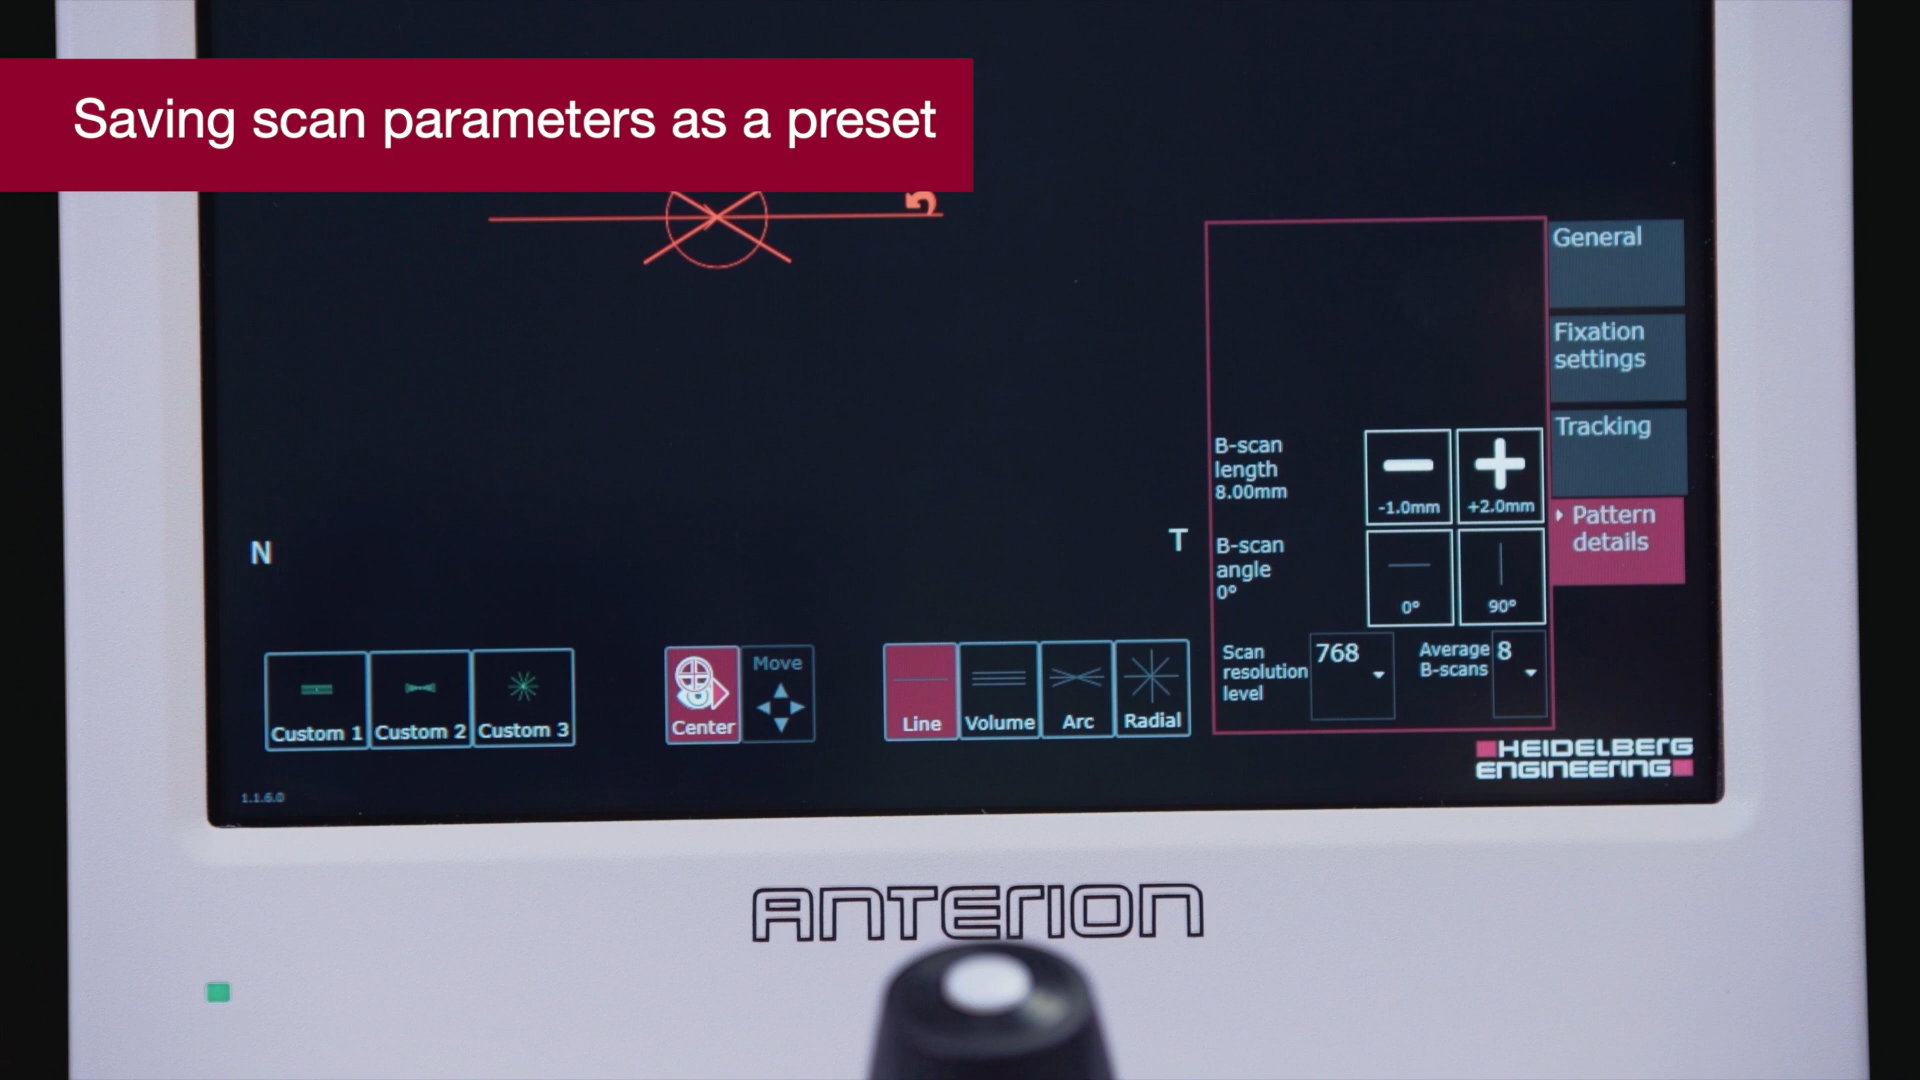 Saving scan parameters as a preset
General
Fixation
settings
Tracking
Pattern
details
B-scan
length
8.00mm
-1.0mm
+2.0mm
B-scan
angle
0°
0°
90°
Scan
resolution
level
768
Average
B-scans
8
N
T
Custom 1
Custom 2
Custom 3
Center
Move
Line
Volume
Arc
Radial
HEIDELBERG
ENGINEERING
1.1.6.0
ANTERION